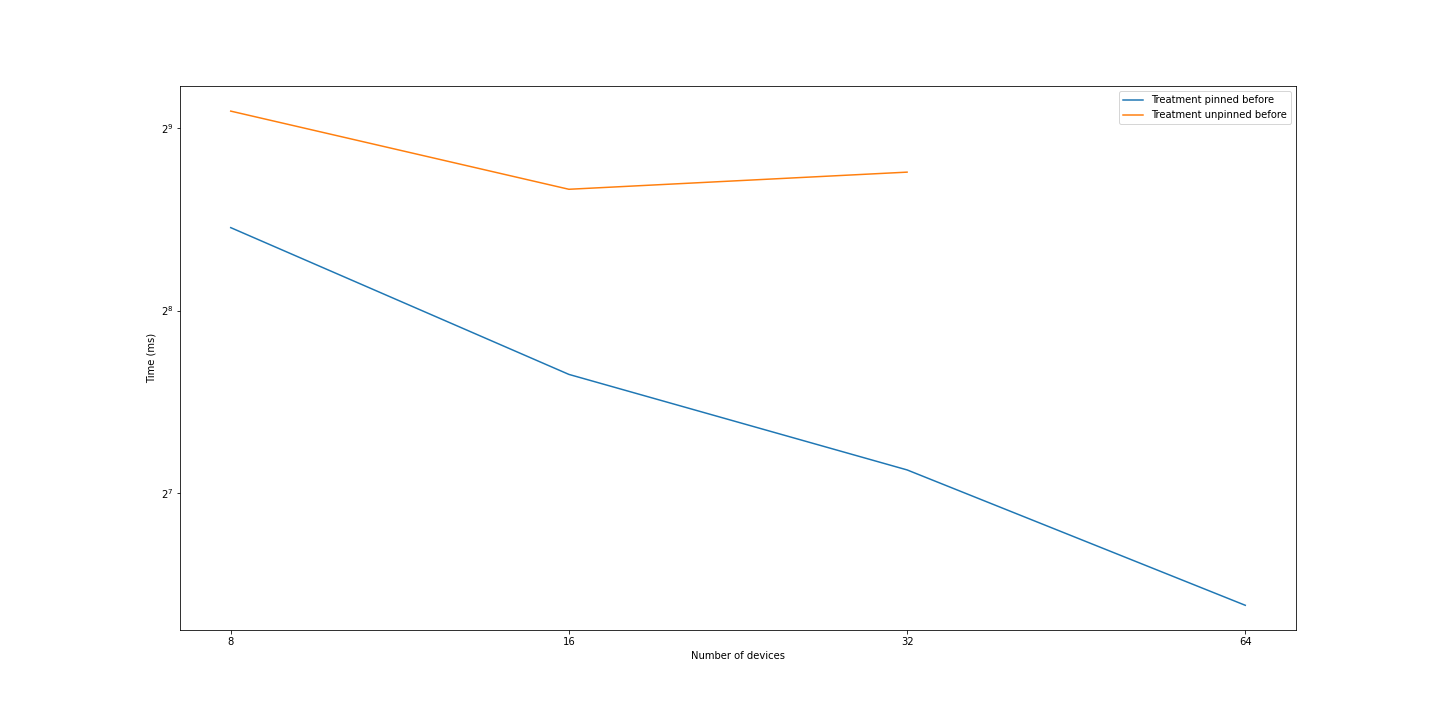 Treatment pinned before
Treatment unpinned before
2⁹
2⁸
2⁷
Time (ms)
8 16 32 64
Number of devices